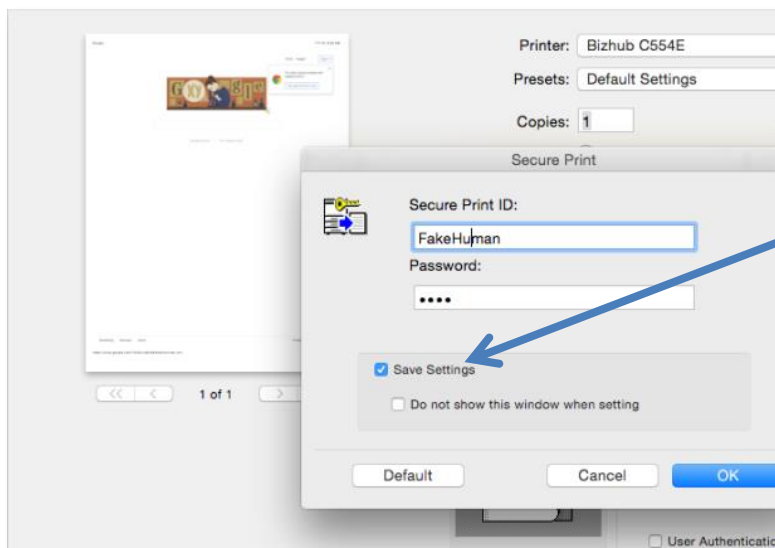 Printer: Bizhub C554E
Presets: Default Settings
Copies: 1
Secure Print
Secure Print ID:
FakeHuman
Password:
••••
Save Settings
Do not show this window when setting
<< < 1 of 1 >
Default Cancel OK
User Authenticatio